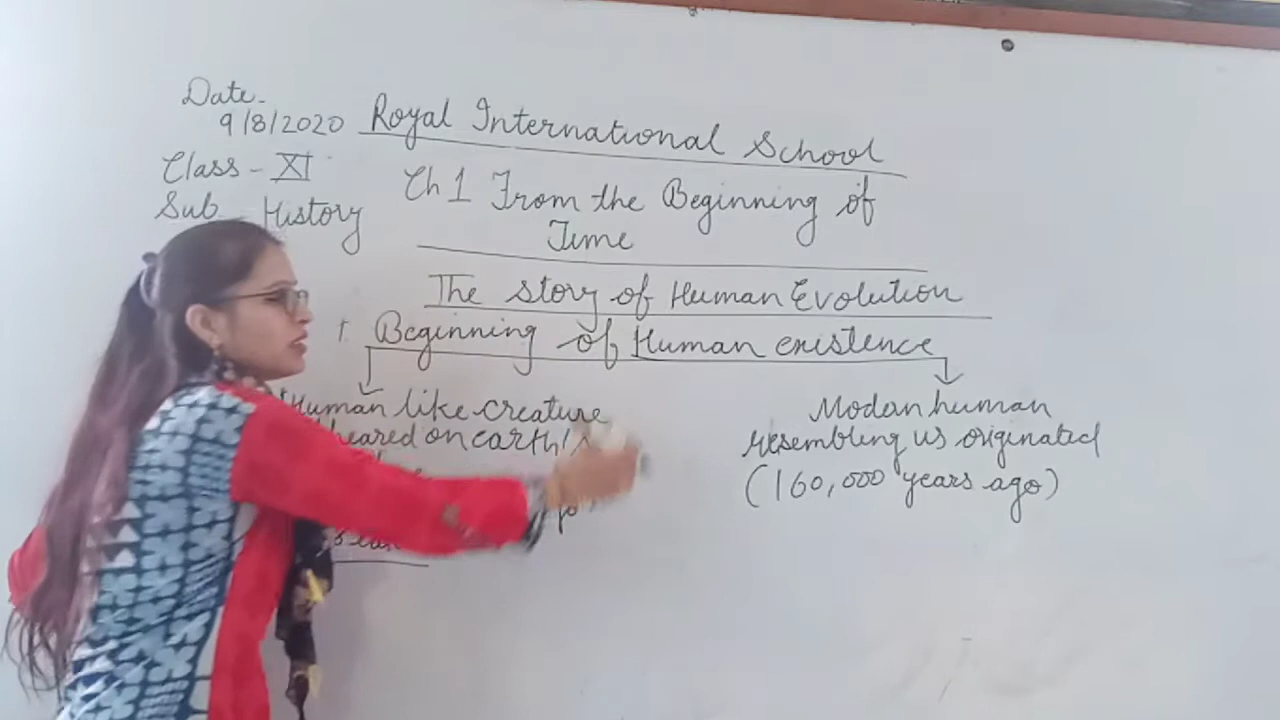 Date-
9/8/2020
Royal International School
Class - XI
Ch 1 From the Beginning of
Time
Sub - History
The story of Human Evolution
Beginning of Human existence
Human like creature
on earth's
Modan human
resembling us originated
(160,000 years ago)